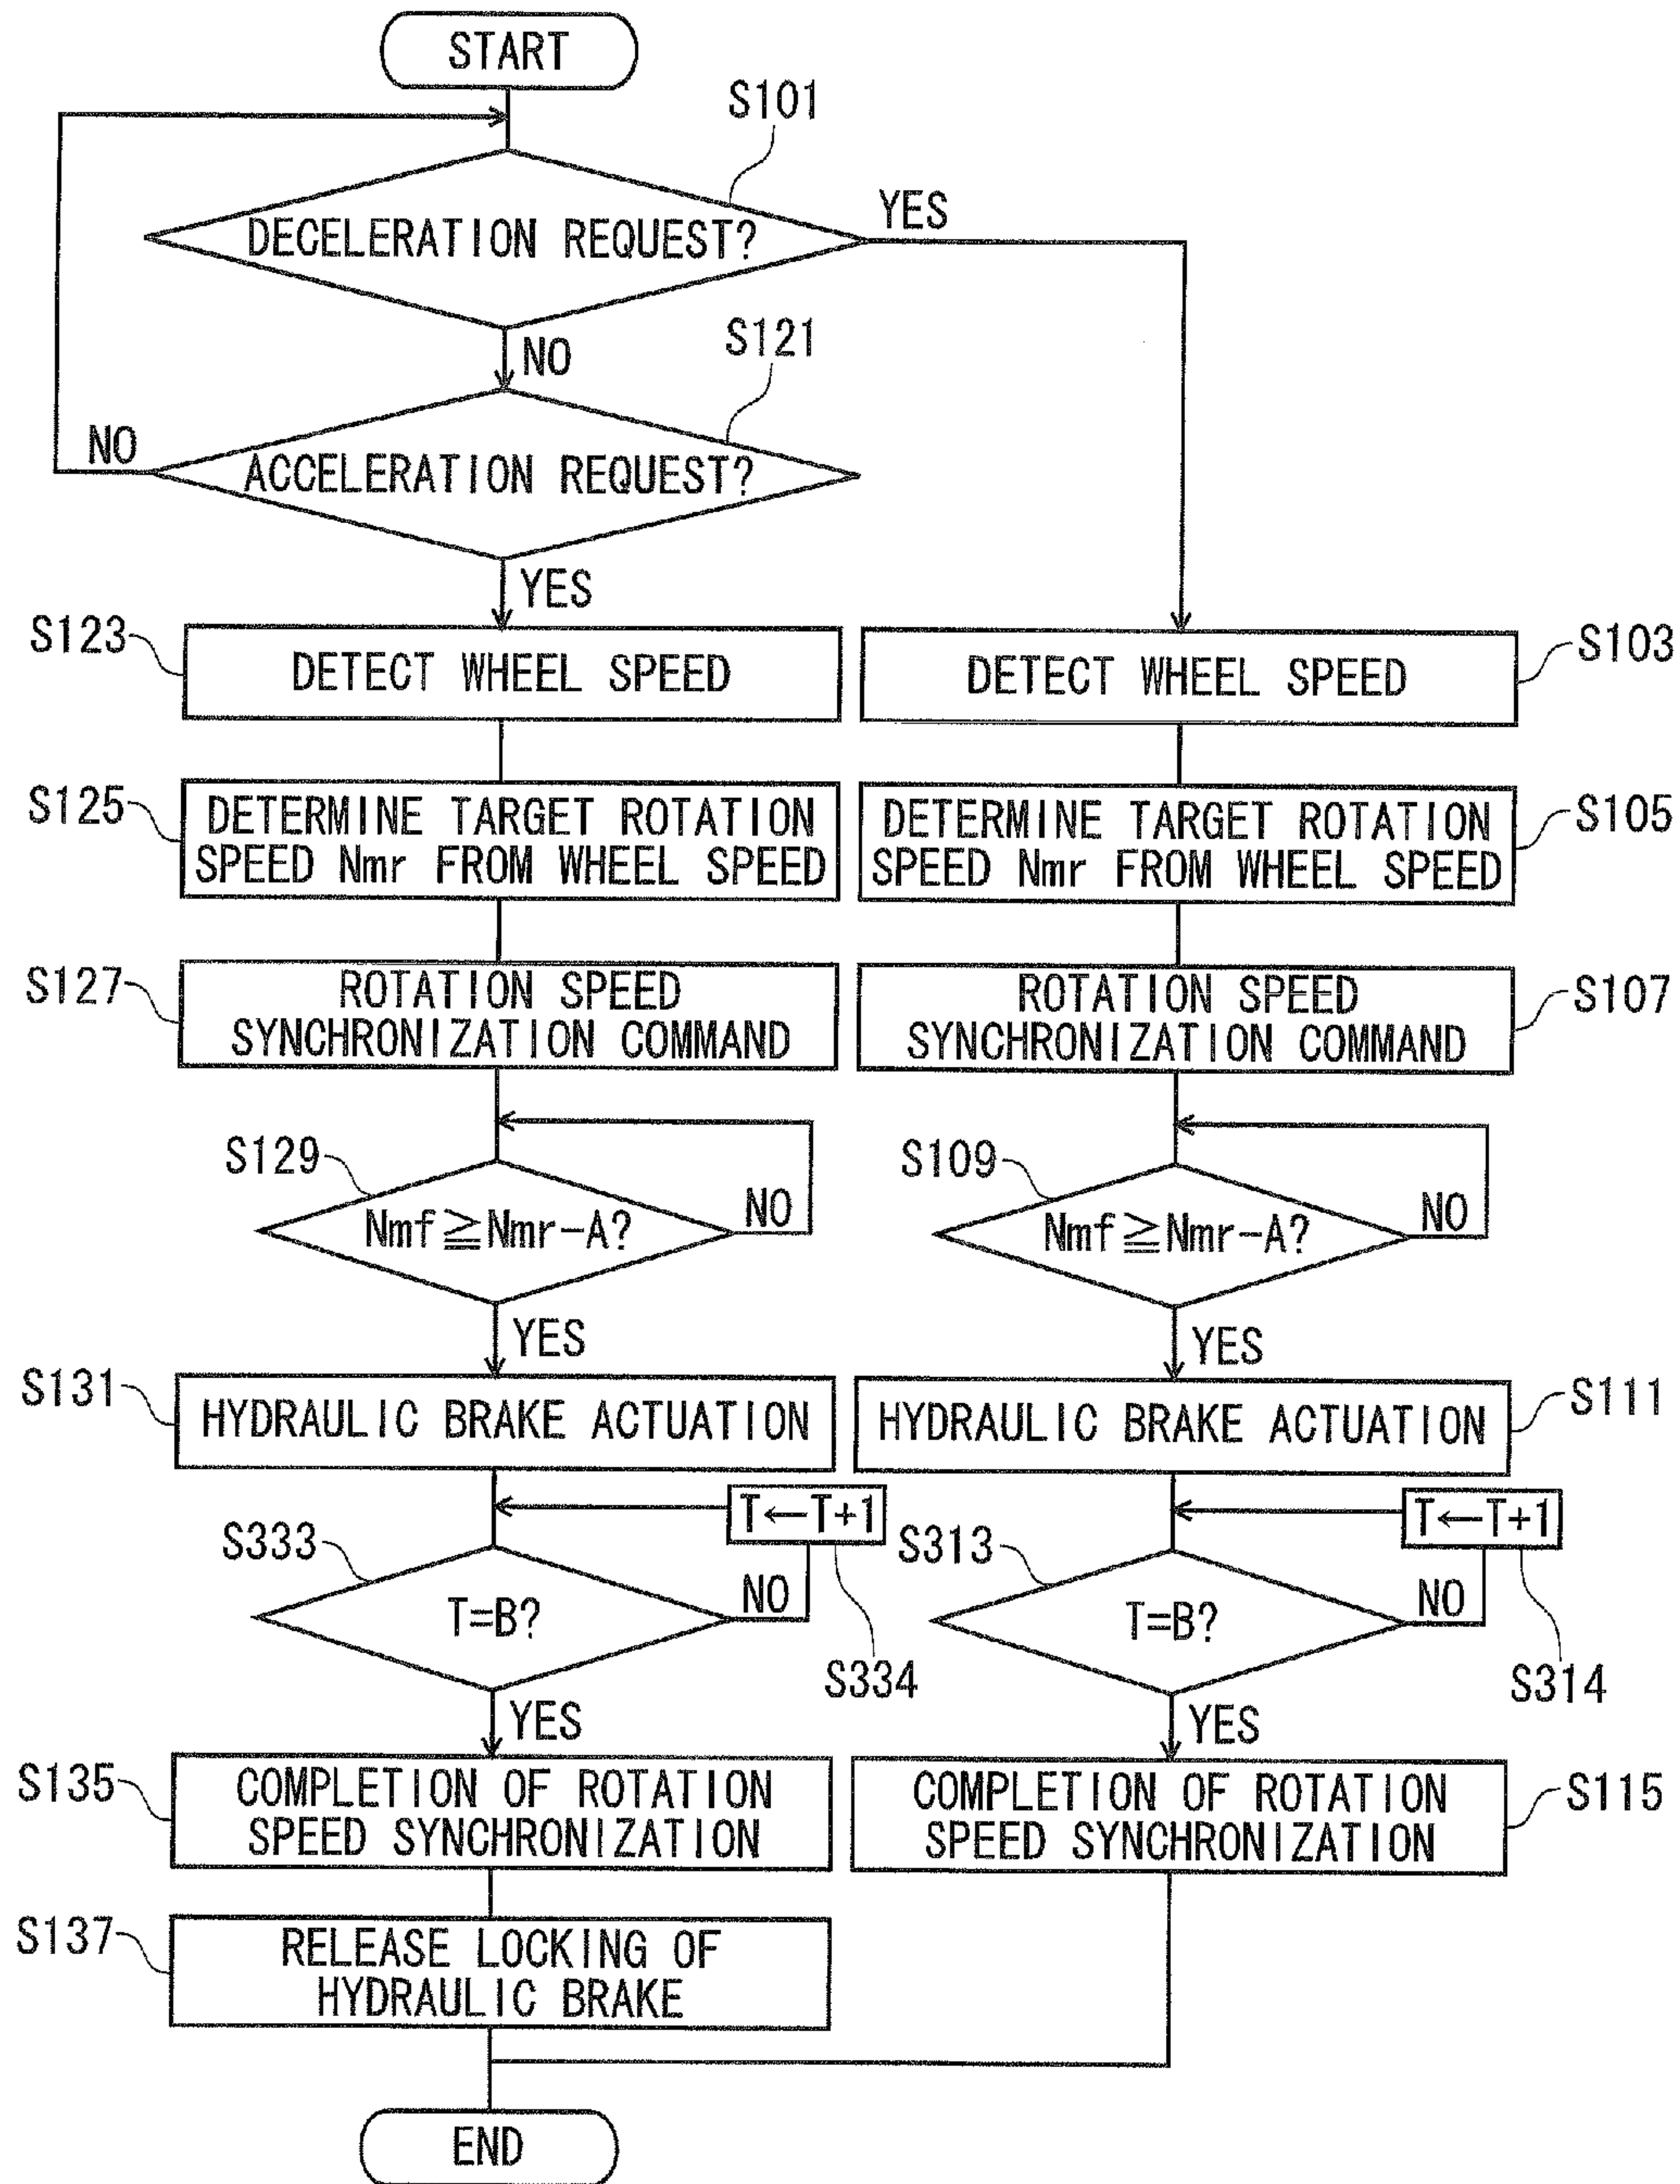 START
S101
DECELERATION REQUEST?
YES
NO
S121
ACCELERATION REQUEST?
NO
YES
S123
DETECT WHEEL SPEED
DETECT WHEEL SPEED
S103
S125
DETERMINE TARGET ROTATION
SPEED Nmr FROM WHEEL SPEED
DETERMINE TARGET ROTATION
SPEED Nmr FROM WHEEL SPEED
S105
S127
ROTATION SPEED
SYNCHRONIZATION COMMAND
ROTATION SPEED
SYNCHRONIZATION COMMAND
S107
S129
Nmf≧Nmr-A?
NO
S109
Nmf≧Nmr-A?
NO
YES
YES
S131
HYDRAULIC BRAKE ACTUATION
HYDRAULIC BRAKE ACTUATION
S111
T←T+1
T←T+1
S333
T=B?
NO
S334
S313
T=B?
NO
S314
YES
YES
S135
COMPLETION OF ROTATION
SPEED SYNCHRONIZATION
COMPLETION OF ROTATION
SPEED SYNCHRONIZATION
S115
S137
RELEASE LOCKING OF
HYDRAULIC BRAKE
END